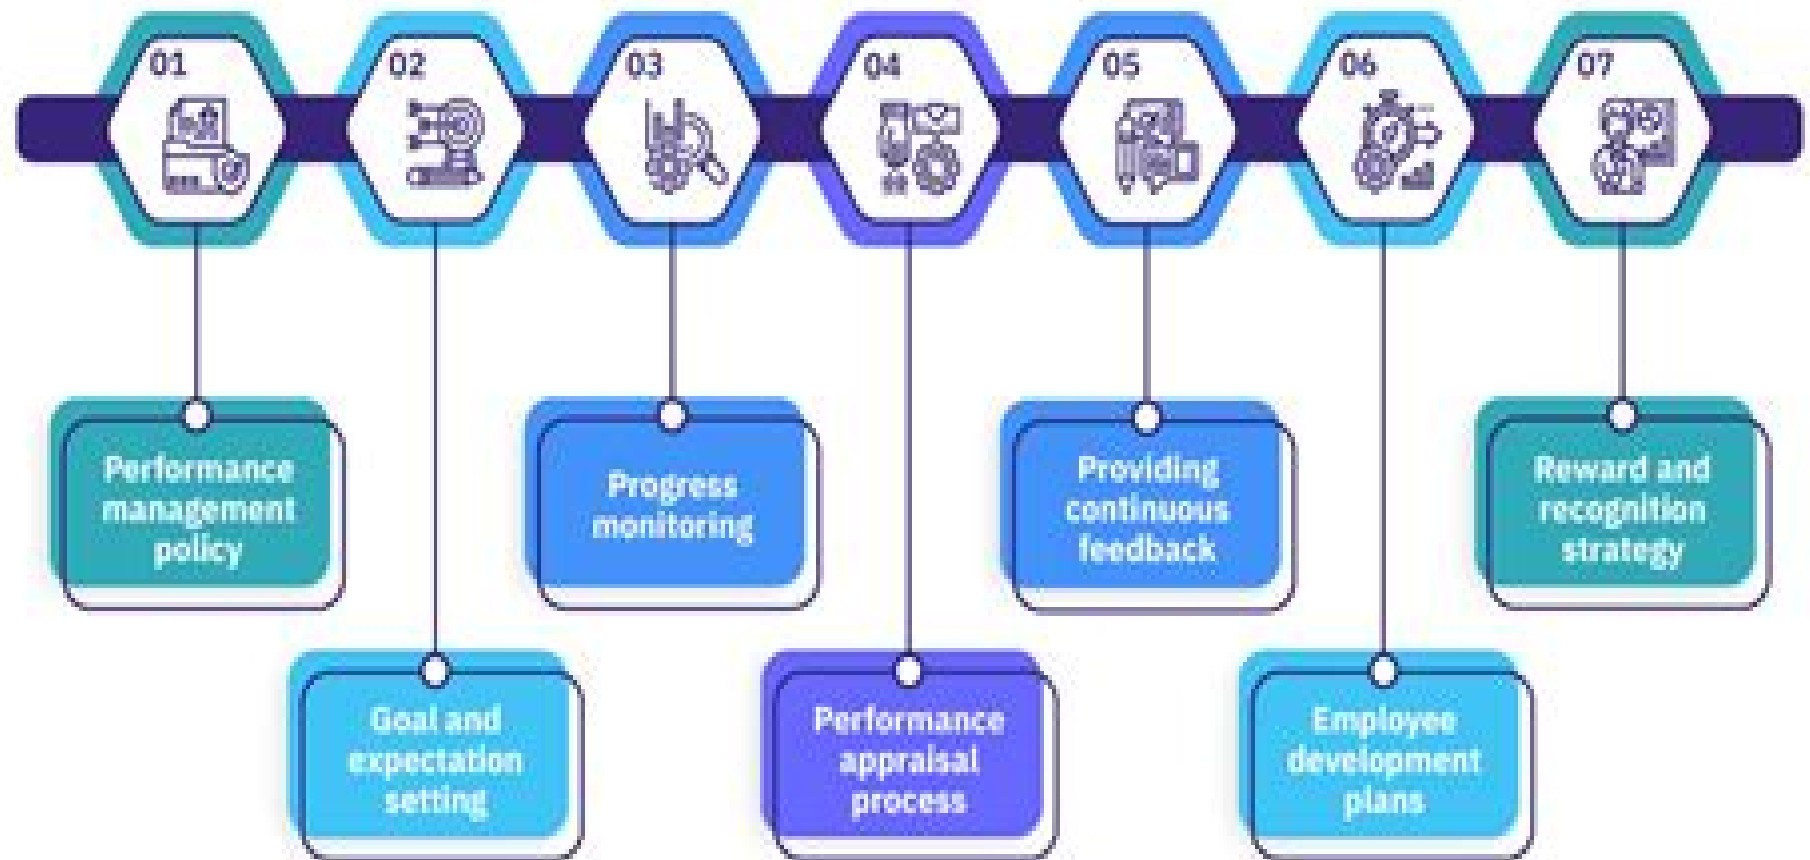 01
02
03
04
05
06
07
Performance
management
policy
Goal and
expectation
setting
Progress
monitoring
Performance
appraisal
process
Providing
continuous
feedback
Employee
development
plans
Reward and
recognition
strategy